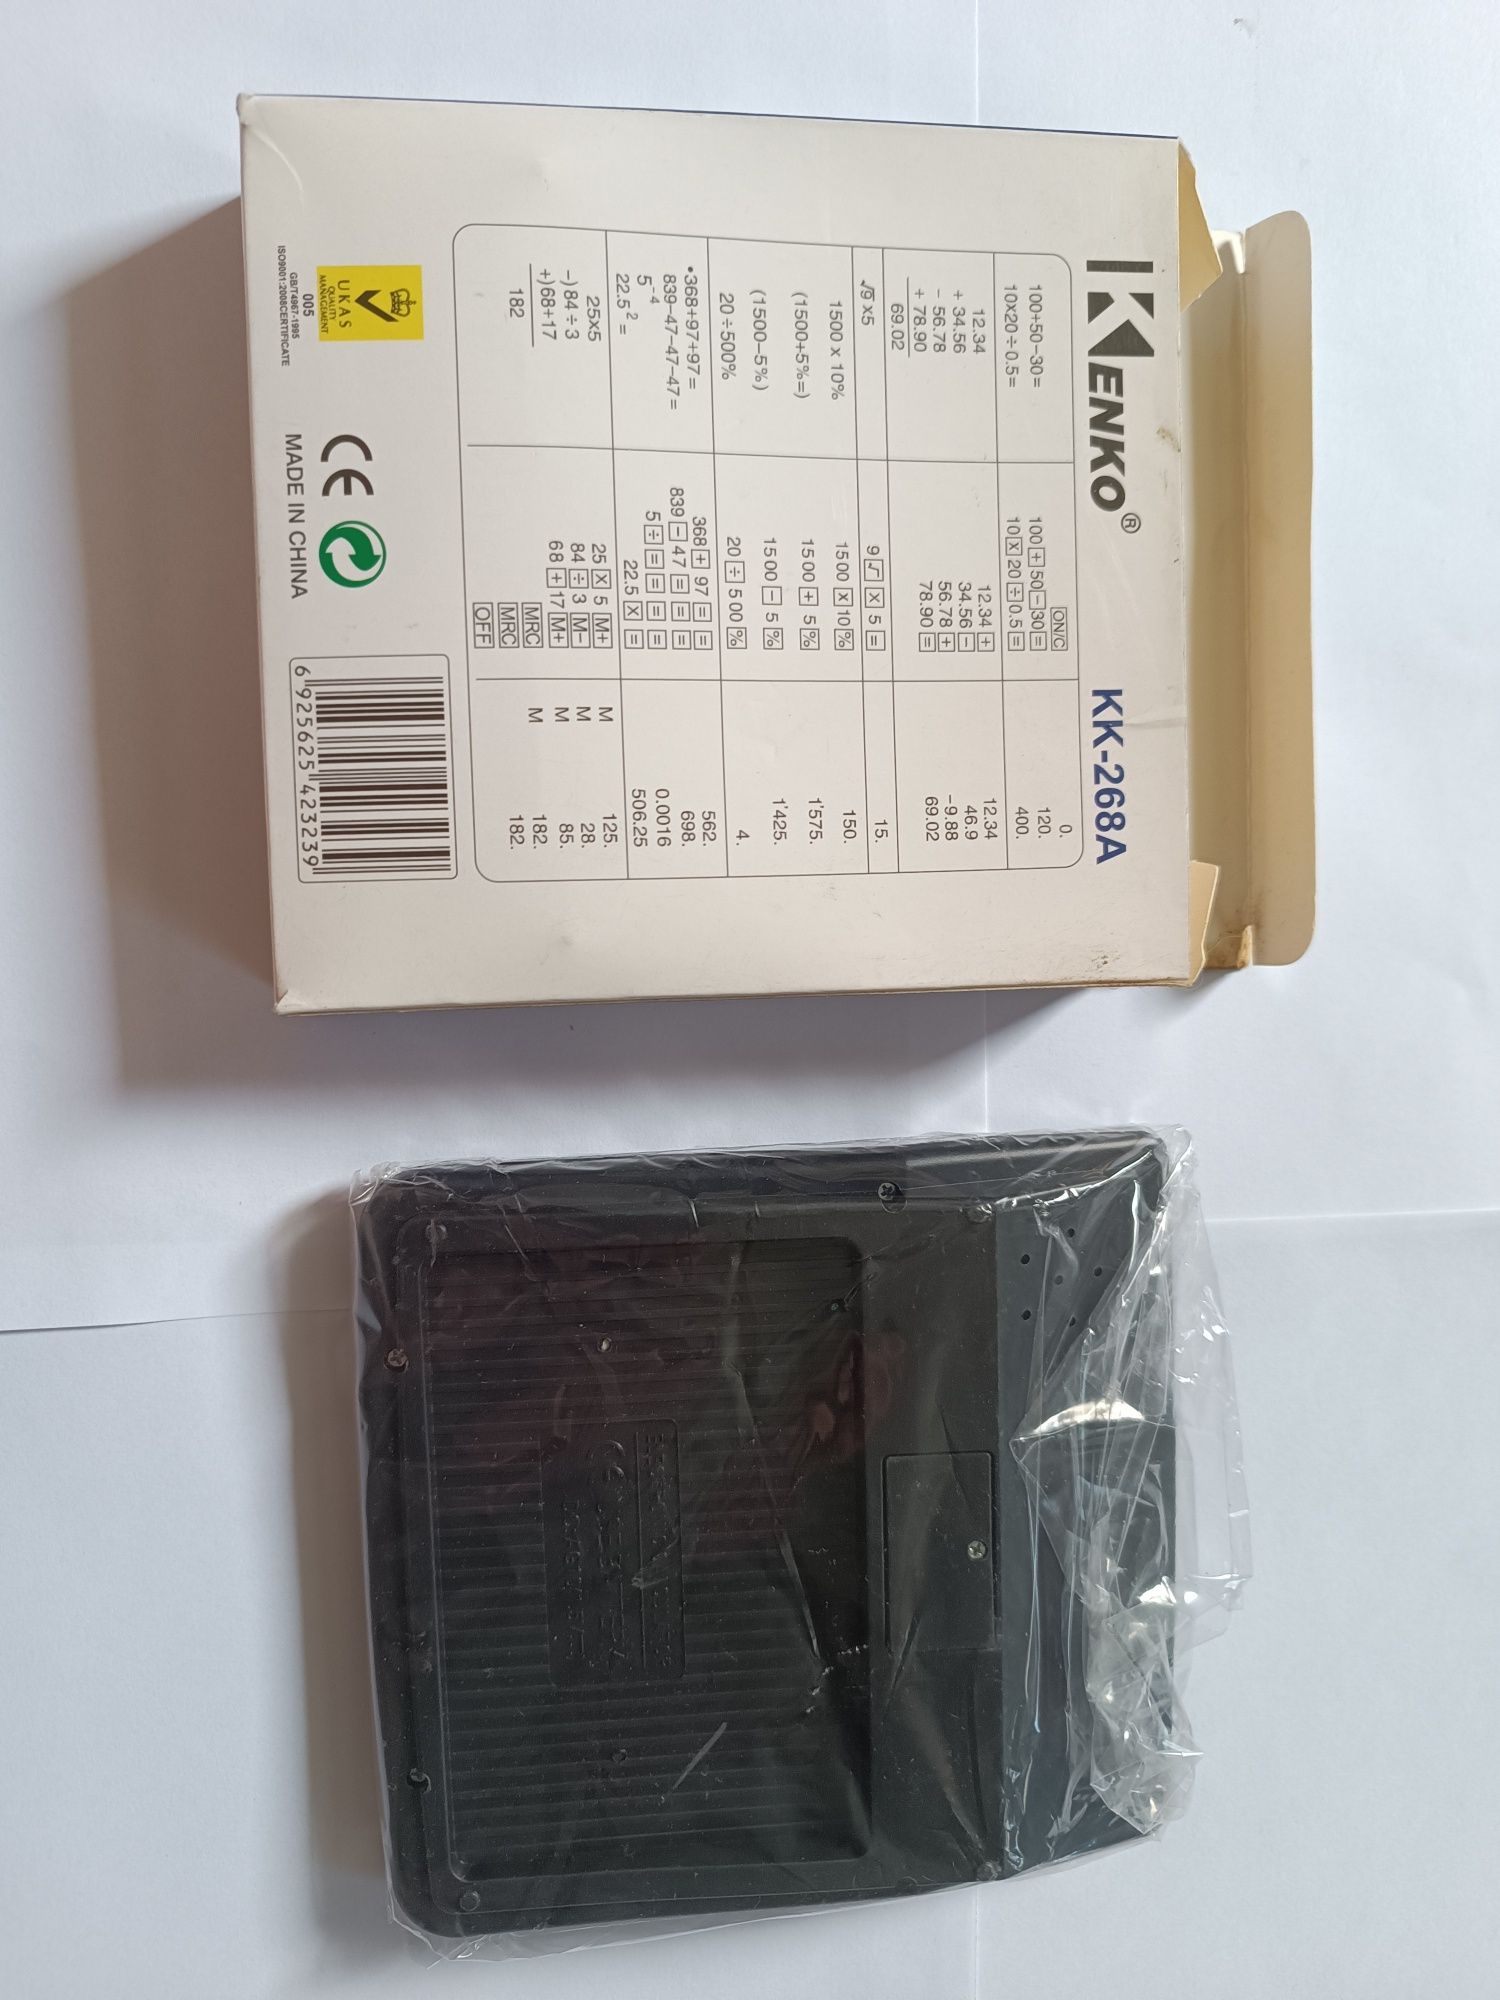 KENKO® KK-268A
ON/C 0.
100+50−30= 100+50−30= 120.
10x20÷0.5= 10x20÷0.5= 400.
12.34 12.34+ 12.34
+ 34.56 34.56− 46.9
− 56.78 56.78+ −9.88
+ 78.90 78.90= 69.02
69.02
√9 x5 9√ x 5= 15.
1500 x 10% 1500 x 10% 150.
(1500+5%=) 1500 + 5% 1'575.
(1500−5%) 1500 − 5% 1'425.
20÷500% 20 ÷ 500% 4.
•368+97+97= 368+ 97 = = 562.
839−47−47−47= 839 − 47 = = = 698.
5⁻⁴ 5 ÷ = = = = = 0.0016
22.5² = 22.5 x = 506.25
25x5 25 x 5 M+ M 125.
−)84÷3 84 ÷ 3 M− M 28.
+)68+17 68 + 17 M+ M 85.
182 MRC M 182.
MRC 182.
OFF
UKAS
QUALITY
MANAGEMENT
005
GB/T4967-1995
ISO9001:2008CERTIFICATE
CE
MADE IN CHINA
6 925625 423239